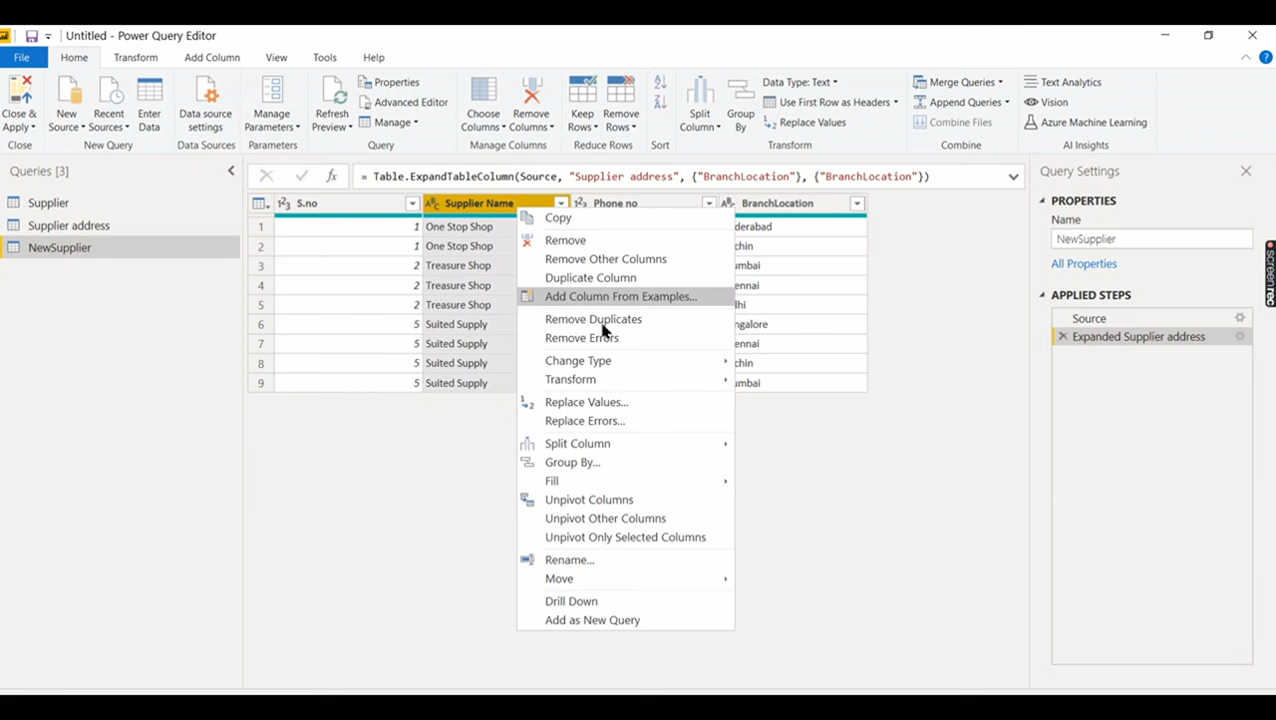 Untitled - Power Query Editor
File Home Transform Add Column View Tools Help
Close & Apply
New Source
Recent Sources
Enter Data
Data source settings
Manage Parameters
Refresh Preview
Properties
Advanced Editor
Manage
Choose Columns
Remove Columns
Keep Rows
Remove Rows
Split Column
Group By
Data Type: Text
Use First Row as Headers
Replace Values
Merge Queries
Append Queries
Combine Files
Text Analytics
Vision
Azure Machine Learning
Close New Query Data Sources Parameters Query Manage Columns Reduce Rows Sort Transform Combine AI Insights
Queries [3]
Supplier
Supplier address
NewSupplier
fx = Table.ExpandTableColumn(Source, "Supplier address", {"BranchLocation"}, {"BranchLocation"})
1²3 S.no ABC Supplier Name 1²3 Phone no BranchLocation
1 1 One Stop Shop derabad
2 1 One Stop Shop chin
3 2 Treasure Shop umbai
4 2 Treasure Shop ennai
5 2 Treasure Shop lhi
6 5 Suited Supply ngalore
7 5 Suited Supply ennai
8 5 Suited Supply chin
9 5 Suited Supply umbai
Copy
Remove
Remove Other Columns
Duplicate Column
Add Column From Examples...
Remove Duplicates
Remove Errors
Change Type
Transform
Replace Values...
Replace Errors...
Split Column
Group By...
Fill
Unpivot Columns
Unpivot Other Columns
Unpivot Only Selected Columns
Rename...
Move
Drill Down
Add as New Query
Query Settings
PROPERTIES
Name
NewSupplier
All Properties
APPLIED STEPS
Source
Expanded Supplier address
screenrec